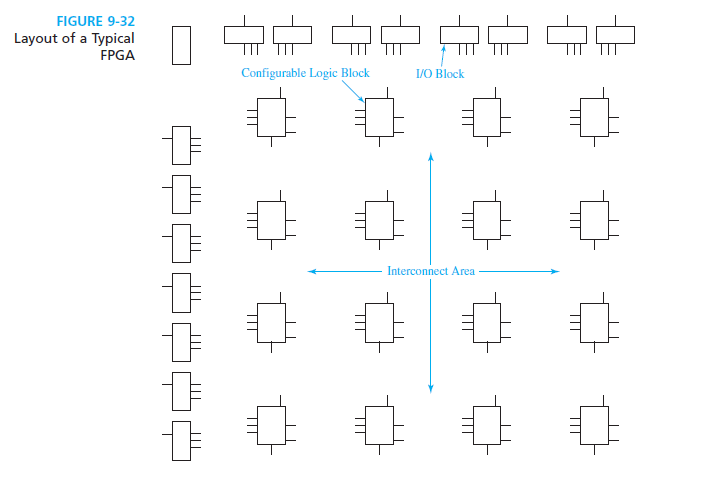 FIGURE 9-32
Layout of a Typical
FPGA
Configurable Logic Block
I/O Block
Interconnect Area